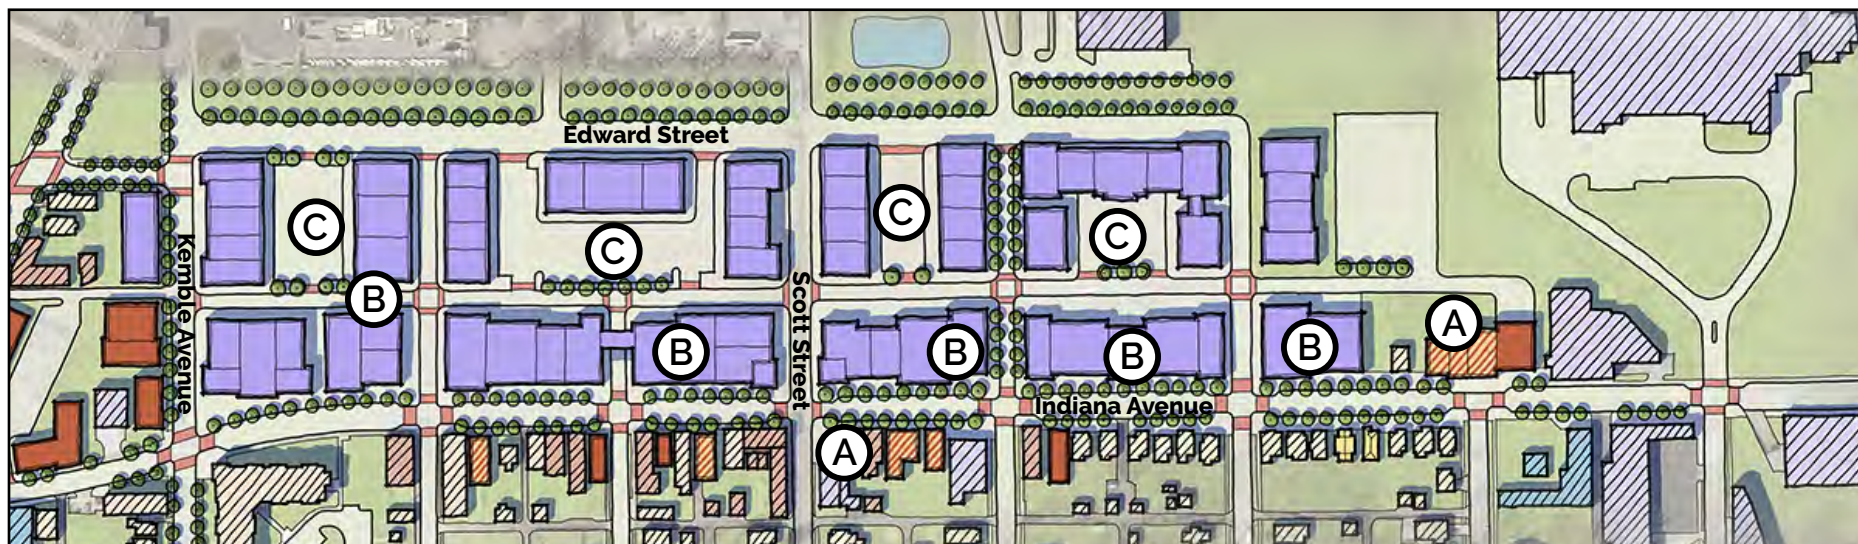 Edward Street
C
C
C
C
Kemble Avenue
Scott Street
B
A
B
B
B
B
Indiana Avenue
A